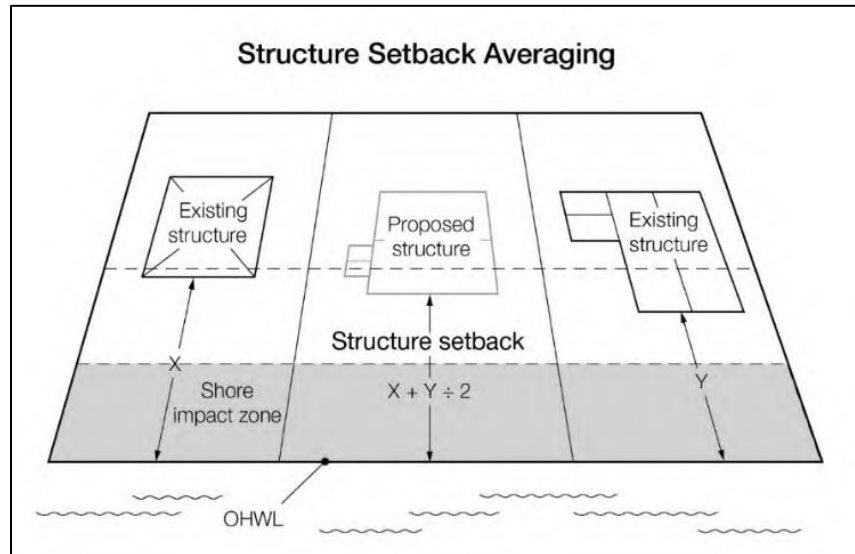 Structure Setback Averaging
Existing
structure
Proposed
structure
Existing
structure
Structure setback
X
Shore
impact zone
X + Y ÷ 2
Y
OHWL